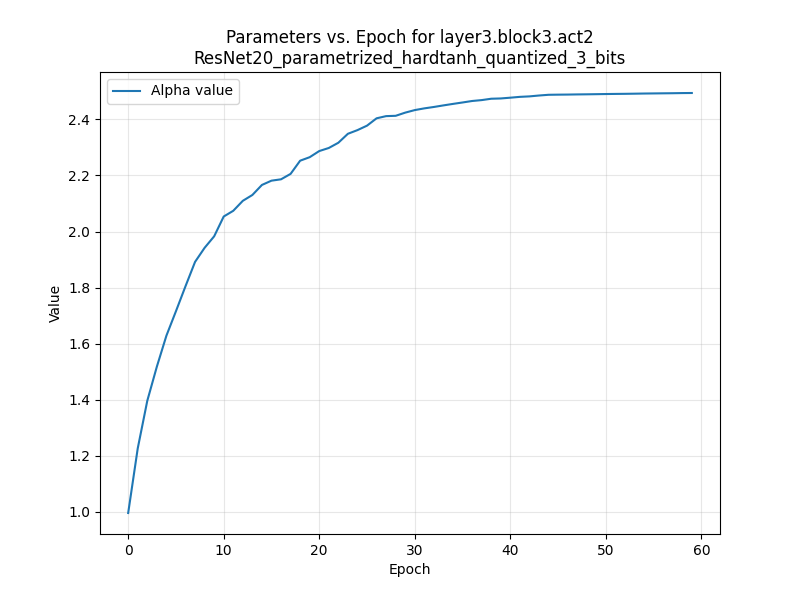 Parameters vs. Epoch for layer3.block3.act2
ResNet20_parametrized_hardtanh_quantized_3_bits
Alpha value
2.4
2.2
2.0
1.8
1.6
1.4
1.2
1.0
Value
0 10 20 30 40 50 60
Epoch